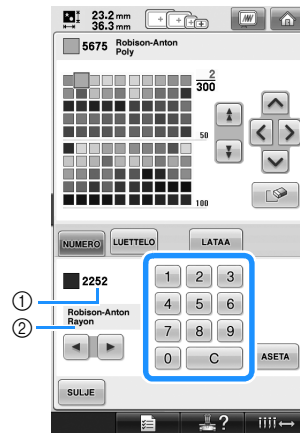 23.2 mm
36.3 mm
5675 Robison-Anton
Poly
2
300
50
100
NUMERO LUETTELO LATAA
1 2252
2 Robison-Anton
Rayon
1 2 3
4 5 6
7 8 9
0 C
ASETA
SULJE
?